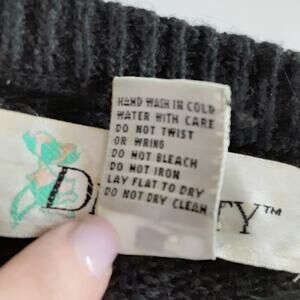 HAND WASH IN COLD
WATER WITH CARE
DO NOT TWIST
OR WRING
DO NOT BLEACH
DO NOT IRON
LAY FLAT TO DRY
DO NOT DRY CLEAN
TY™